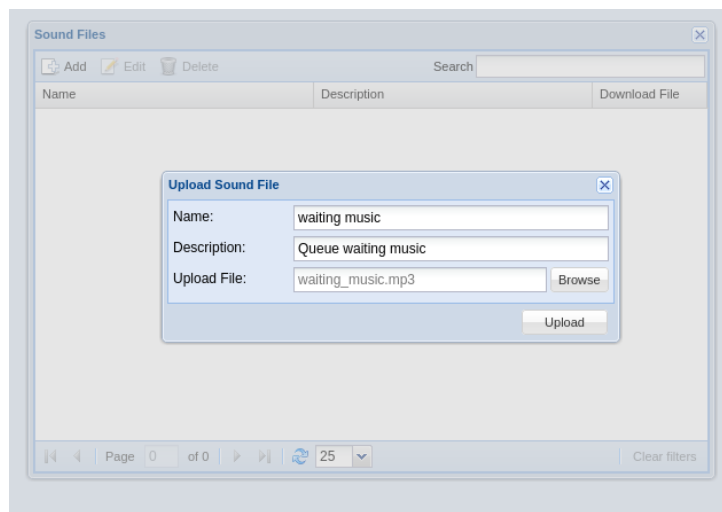 Sound Files
Add Edit Delete Search
Name Description Download File
Upload Sound File
Name: waiting music
Description: Queue waiting music
Upload File: waiting_music.mp3 Browse
Upload
Page 0 of 0 25 Clear filters